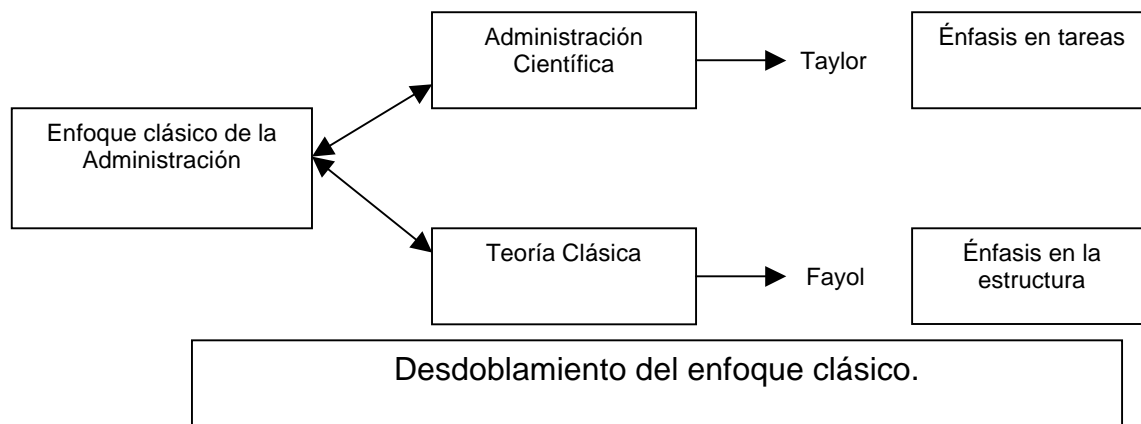 Administración
Científica
Taylor
Énfasis en tareas
Enfoque clásico de la
Administración
Teoría Clásica
Fayol
Énfasis en la
estructura
Desdoblamiento del enfoque clásico.